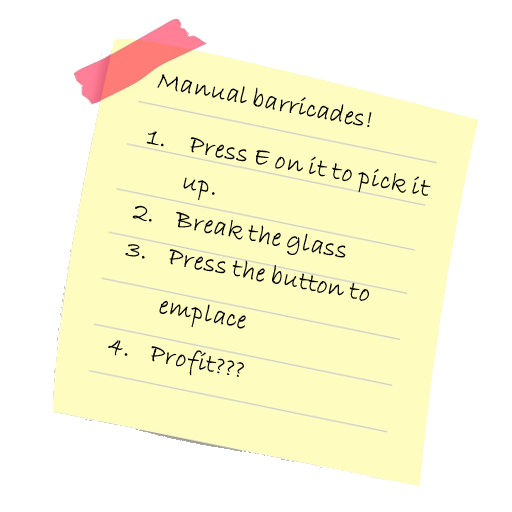 Manual barricades!
1. Press E on it to pick it
up.
2. Break the glass
3. Press the button to
emplace
4. Profit???